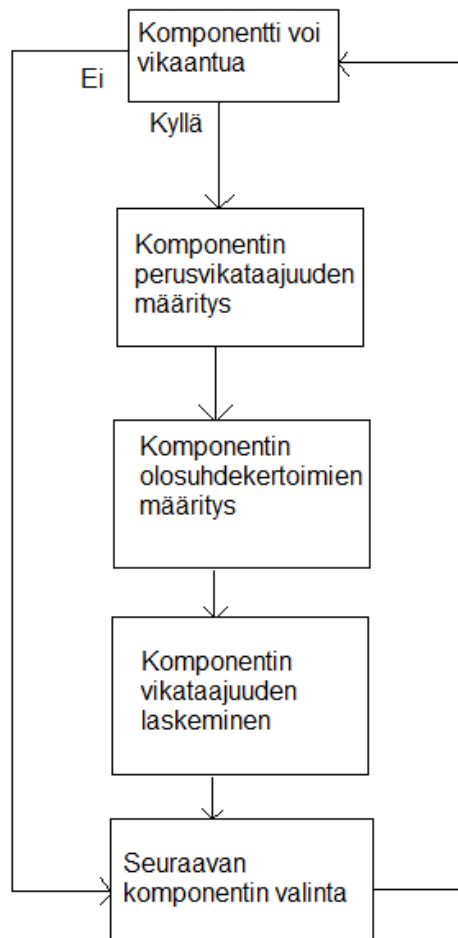 Komponentti voi
vikaantua
Ei
Kyllä
Komponentin
perusvikataajuuden
määritys
Komponentin
olosuhdekertoimien
määritys
Komponentin
vikataajuuden
laskeminen
Seuraavan
komponentin valinta